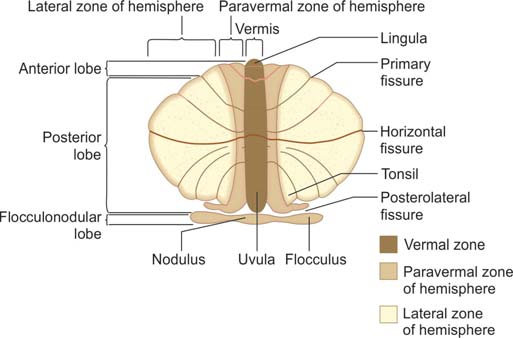 Lateral zone of hemisphere
Paravermal zone of hemisphere
Vermis
Lingula
Anterior lobe
Primary
fissure
Posterior
lobe
Horizontal
fissure
Tonsil
Posterolateral
fissure
Flocculonodular
lobe
Nodulus
Uvula
Flocculus
Vermal zone
Paravermal zone
of hemisphere
Lateral zone
of hemisphere